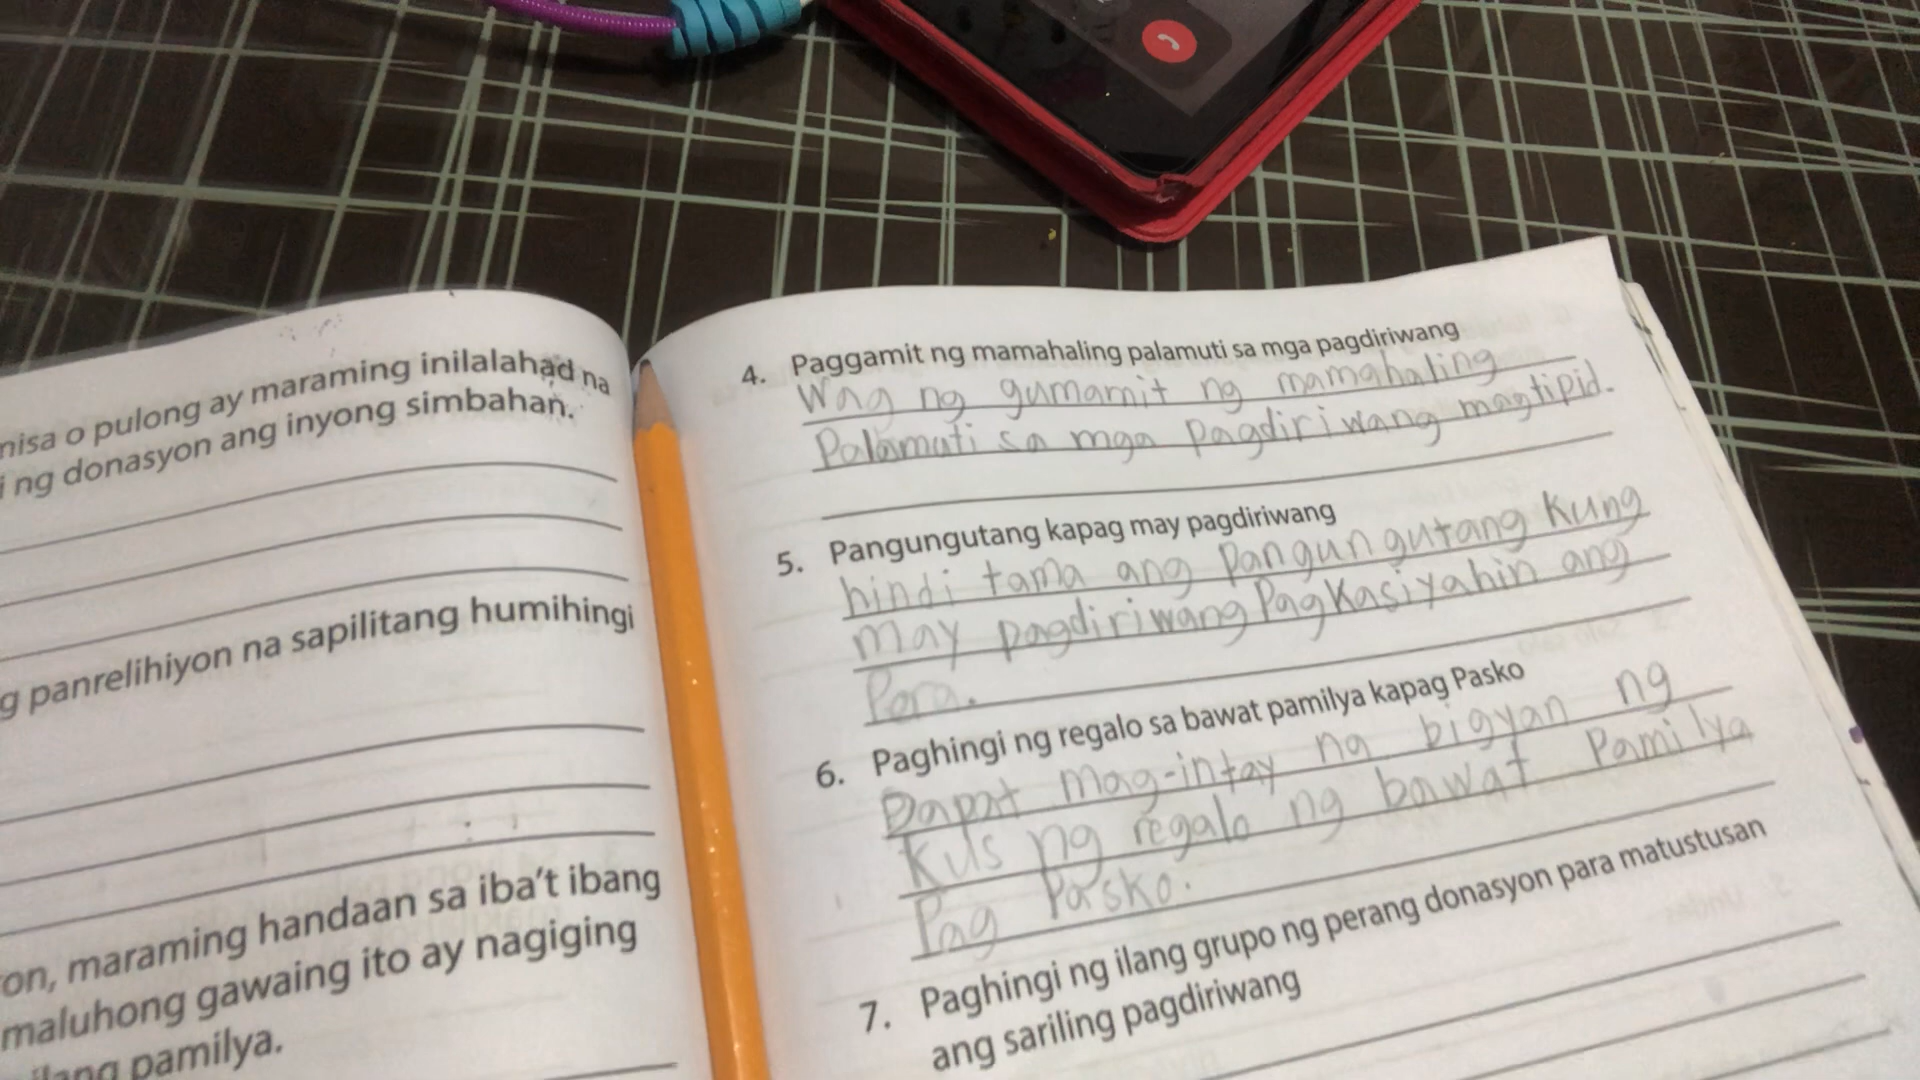 nisa o pulong ay maraming inilalahad na
i ng donasyon ang inyong simbahan.
g panrelihiyon na sapilitang humihingi
on, maraming handaan sa iba't ibang
maluhong gawaing ito ay nagiging
ilang pamilya.
4. Paggamit ng mamahaling palamuti sa mga pagdiriwang
Wag ng gumamit ng mamahaling
Palamuti sa mga Pagdiriwang magtipid.
5. Pangungutang kapag may pagdiriwang
hindi tama ang Pangungutang Kung
may pagdiriwang PagKasiyahin ang
Pera.
6. Paghingi ng regalo sa bawat pamilya kapag Pasko
Dapat mag-intay na bigyan ng
Kus ng regalo ng bawat Pamilya
Pag Pasko.
7. Paghingi ng ilang grupo ng perang donasyon para matustusan
ang sariling pagdiriwang